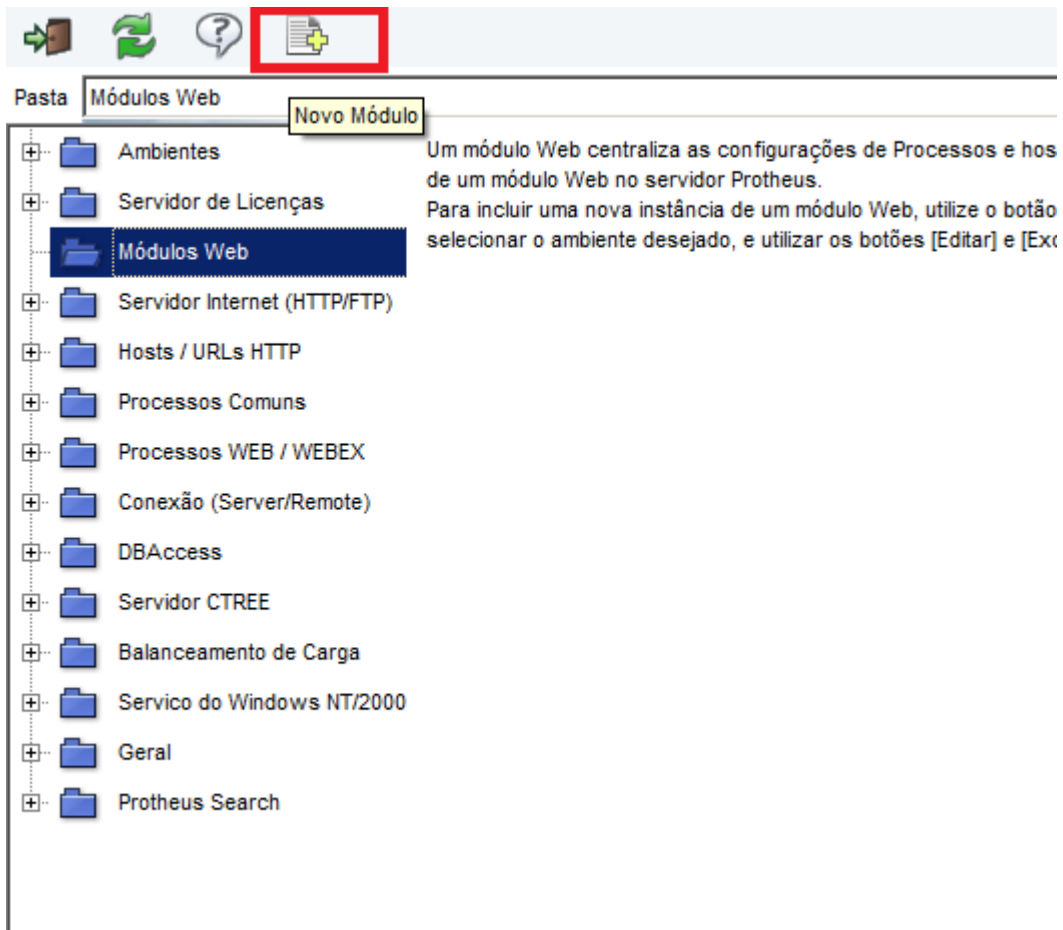 Pasta Módulos Web
Novo Módulo
Ambientes
Servidor de Licenças
Módulos Web
Servidor Internet (HTTP/FTP)
Hosts / URLs HTTP
Processos Comuns
Processos WEB / WEBEX
Conexão (Server/Remote)
DBAccess
Servidor CTREE
Balanceamento de Carga
Servico do Windows NT/2000
Geral
Protheus Search
Um módulo Web centraliza as configurações de Processos e hos
de um módulo Web no servidor Protheus.
Para incluir uma nova instância de um módulo Web, utilize o botão
selecionar o ambiente desejado, e utilizar os botões [Editar] e [Exc